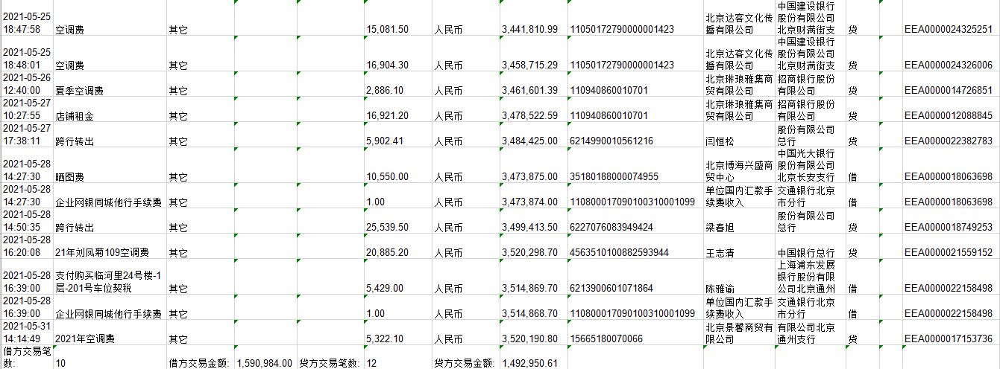 2021-05-25 18:47:58 空调费 其它 15,081.50 人民币 3,441,810.99 11050172790000001423 北京达客文化传播有限公司 中国建设银行股份有限公司北京财满街支 贷 EEA0000024325251
2021-05-25 18:48:01 空调费 其它 16,904.30 人民币 3,458,715.29 11050172790000001423 北京达客文化传播有限公司 中国建设银行股份有限公司北京财满街支 贷 EEA0000024326006
2021-05-26 12:40:00 夏季空调费 其它 2,886.10 人民币 3,461,601.39 110940860010701 北京琳琅雅集商贸有限公司 招商银行股份有限公司 贷 EEA0000014726851
2021-05-27 10:27:55 店铺租金 其它 16,921.20 人民币 3,478,522.59 110940860010701 北京琳琅雅集商贸有限公司 招商银行股份有限公司 贷 EEA0000012088845
2021-05-27 17:38:11 跨行转出 其它 5,902.41 人民币 3,484,425.00 6214990010561216 闫恒松 股份有限公司总行 贷 EEA0000022382783
2021-05-28 14:27:30 晒图费 其它 10,550.00 人民币 3,473,875.00 35180188000074955 北京博海兴盛商贸中心 中国光大银行股份有限公司北京长安支行 借 EEA0000018063698
2021-05-28 14:27:30 企业网银同城他行手续费 其它 1.00 人民币 3,473,874.00 110800017090100310001099 单位国内汇款手续费收入 交通银行北京市分行 借 EEA0000018063698
2021-05-28 14:50:35 跨行转出 其它 25,539.50 人民币 3,499,413.50 6227076083949424 梁春旭 股份有限公司总行 贷 EEA0000018749253
2021-05-28 16:20:08 21年刘凤菊109空调费 其它 20,885.20 人民币 3,520,298.70 4563510100882593944 王志清 中国银行总行 贷 EEA0000021559152
2021-05-28 16:39:00 支付购买临河里24号楼-1层-201号车位契税 其它 5,429.00 人民币 3,514,869.70 6213900601071864 陈雅谕 上海浦东发展银行股份有限公司北京通州 借 EEA0000022158498
2021-05-28 16:39:00 企业网银同城他行手续费 其它 1.00 人民币 3,514,868.70 110800017090100310001099 单位国内汇款手续费收入 交通银行北京市分行 借 EEA0000022158498
2021-05-31 14:14:49 2021年空调费 其它 5,322.10 人民币 3,520,190.80 15665180070066 北京景馨商贸有限公司 有限公司北京通州支行 贷 EEA0000017153736
借方交易笔数: 10 借方交易金额: 1,590,984.00 贷方交易笔数: 12 贷方交易金额: 1,492,950.61